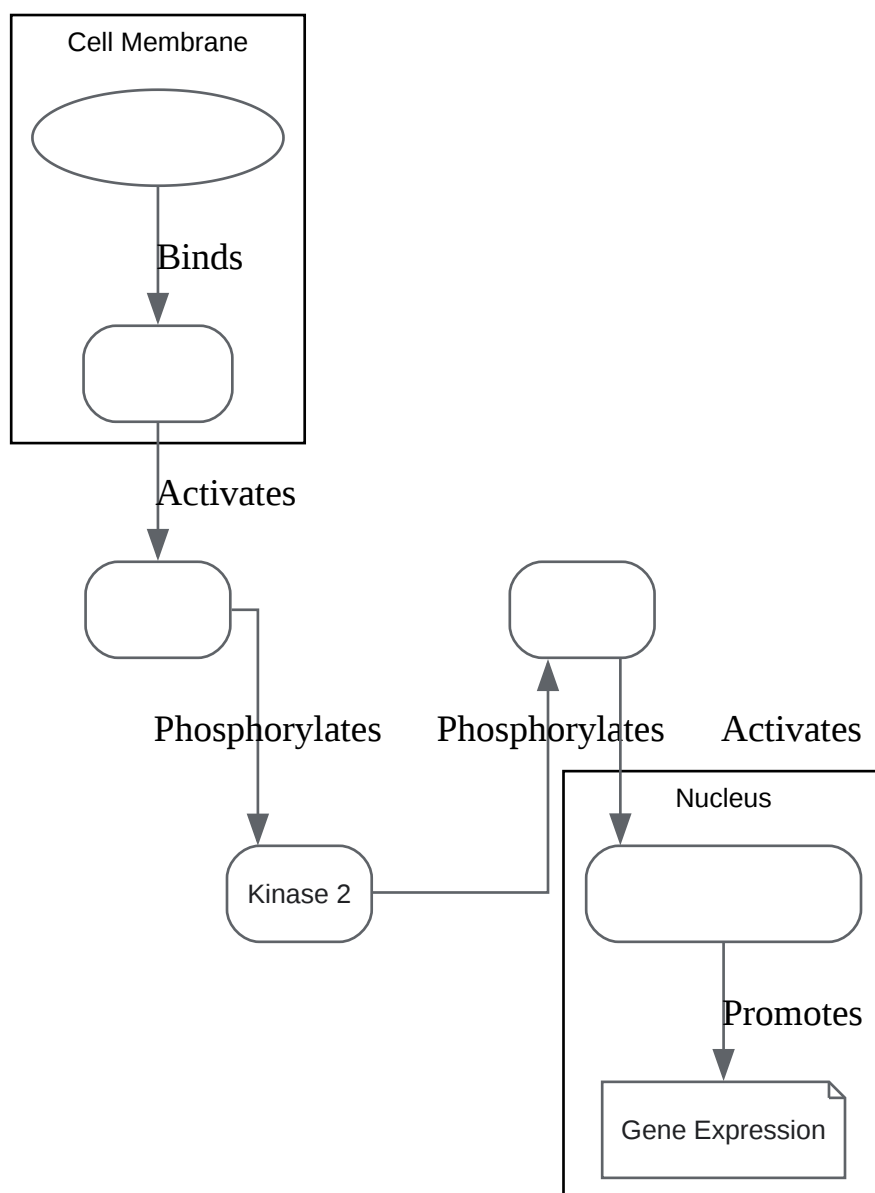 Cell Membrane
Binds
Activates
Phosphorylates
Phosphorylates
Activates
Nucleus
Kinase 2
Promotes
Gene Expression